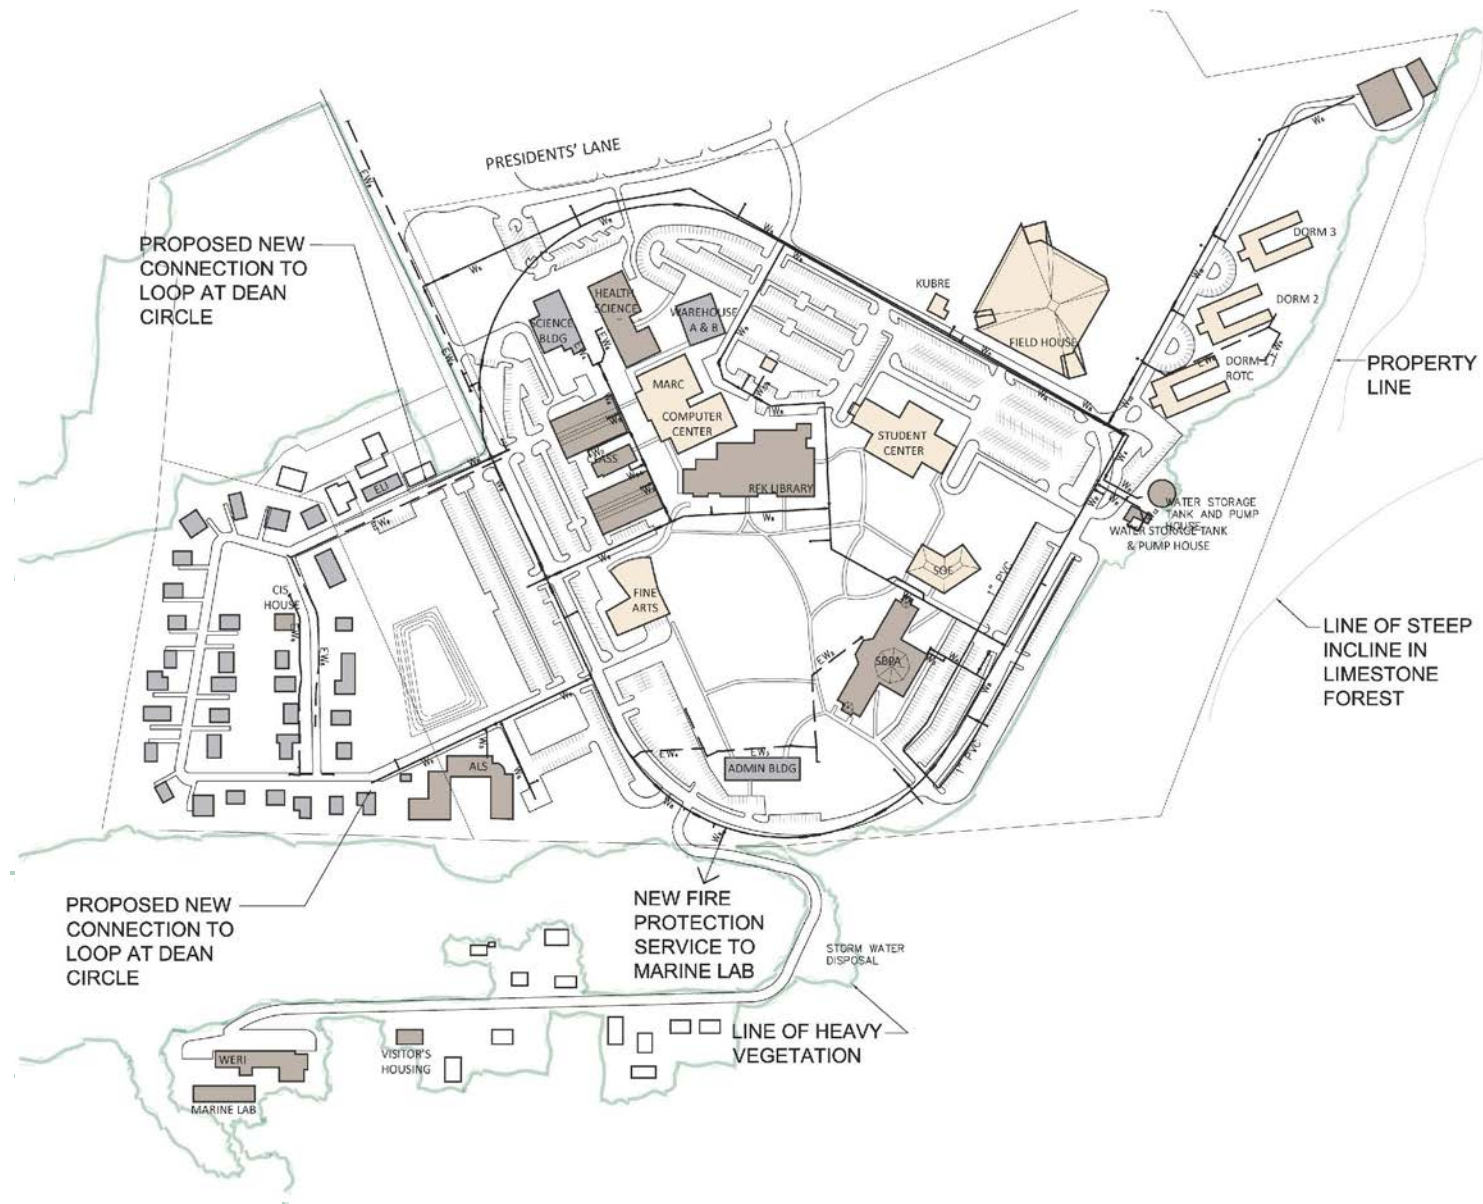 PRESIDENTS' LANE
PROPOSED NEW
CONNECTION TO
LOOP AT DEAN
CIRCLE
KUBRE
FIELD HOUSE
DORM 3
DORM 2
DORM 1 /
ROTC
PROPERTY
LINE
SCIENCE
BLDG
HEALTH
SCIENCE
WAREHOUSE
A & B
MARC
COMPUTER
CENTER
STUDENT
CENTER
RFK LIBRARY
ELI
WATER STORAGE
TANK AND PUMP
HOUSE
WATER STORAGE TANK
& PUMP HOUSE
SOE
1" PVC
CIS
HOUSE
FINE
ARTS
SBPA
LINE OF STEEP
INCLINE IN
LIMESTONE
FOREST
1" PVC
ALS
ADMIN BLDG
PROPOSED NEW
CONNECTION TO
LOOP AT DEAN
CIRCLE
NEW FIRE
PROTECTION
SERVICE TO
MARINE LAB
STORM WATER
DISPOSAL
LINE OF HEAVY
VEGETATION
WERI
VISITOR'S
HOUSING
MARINE LAB